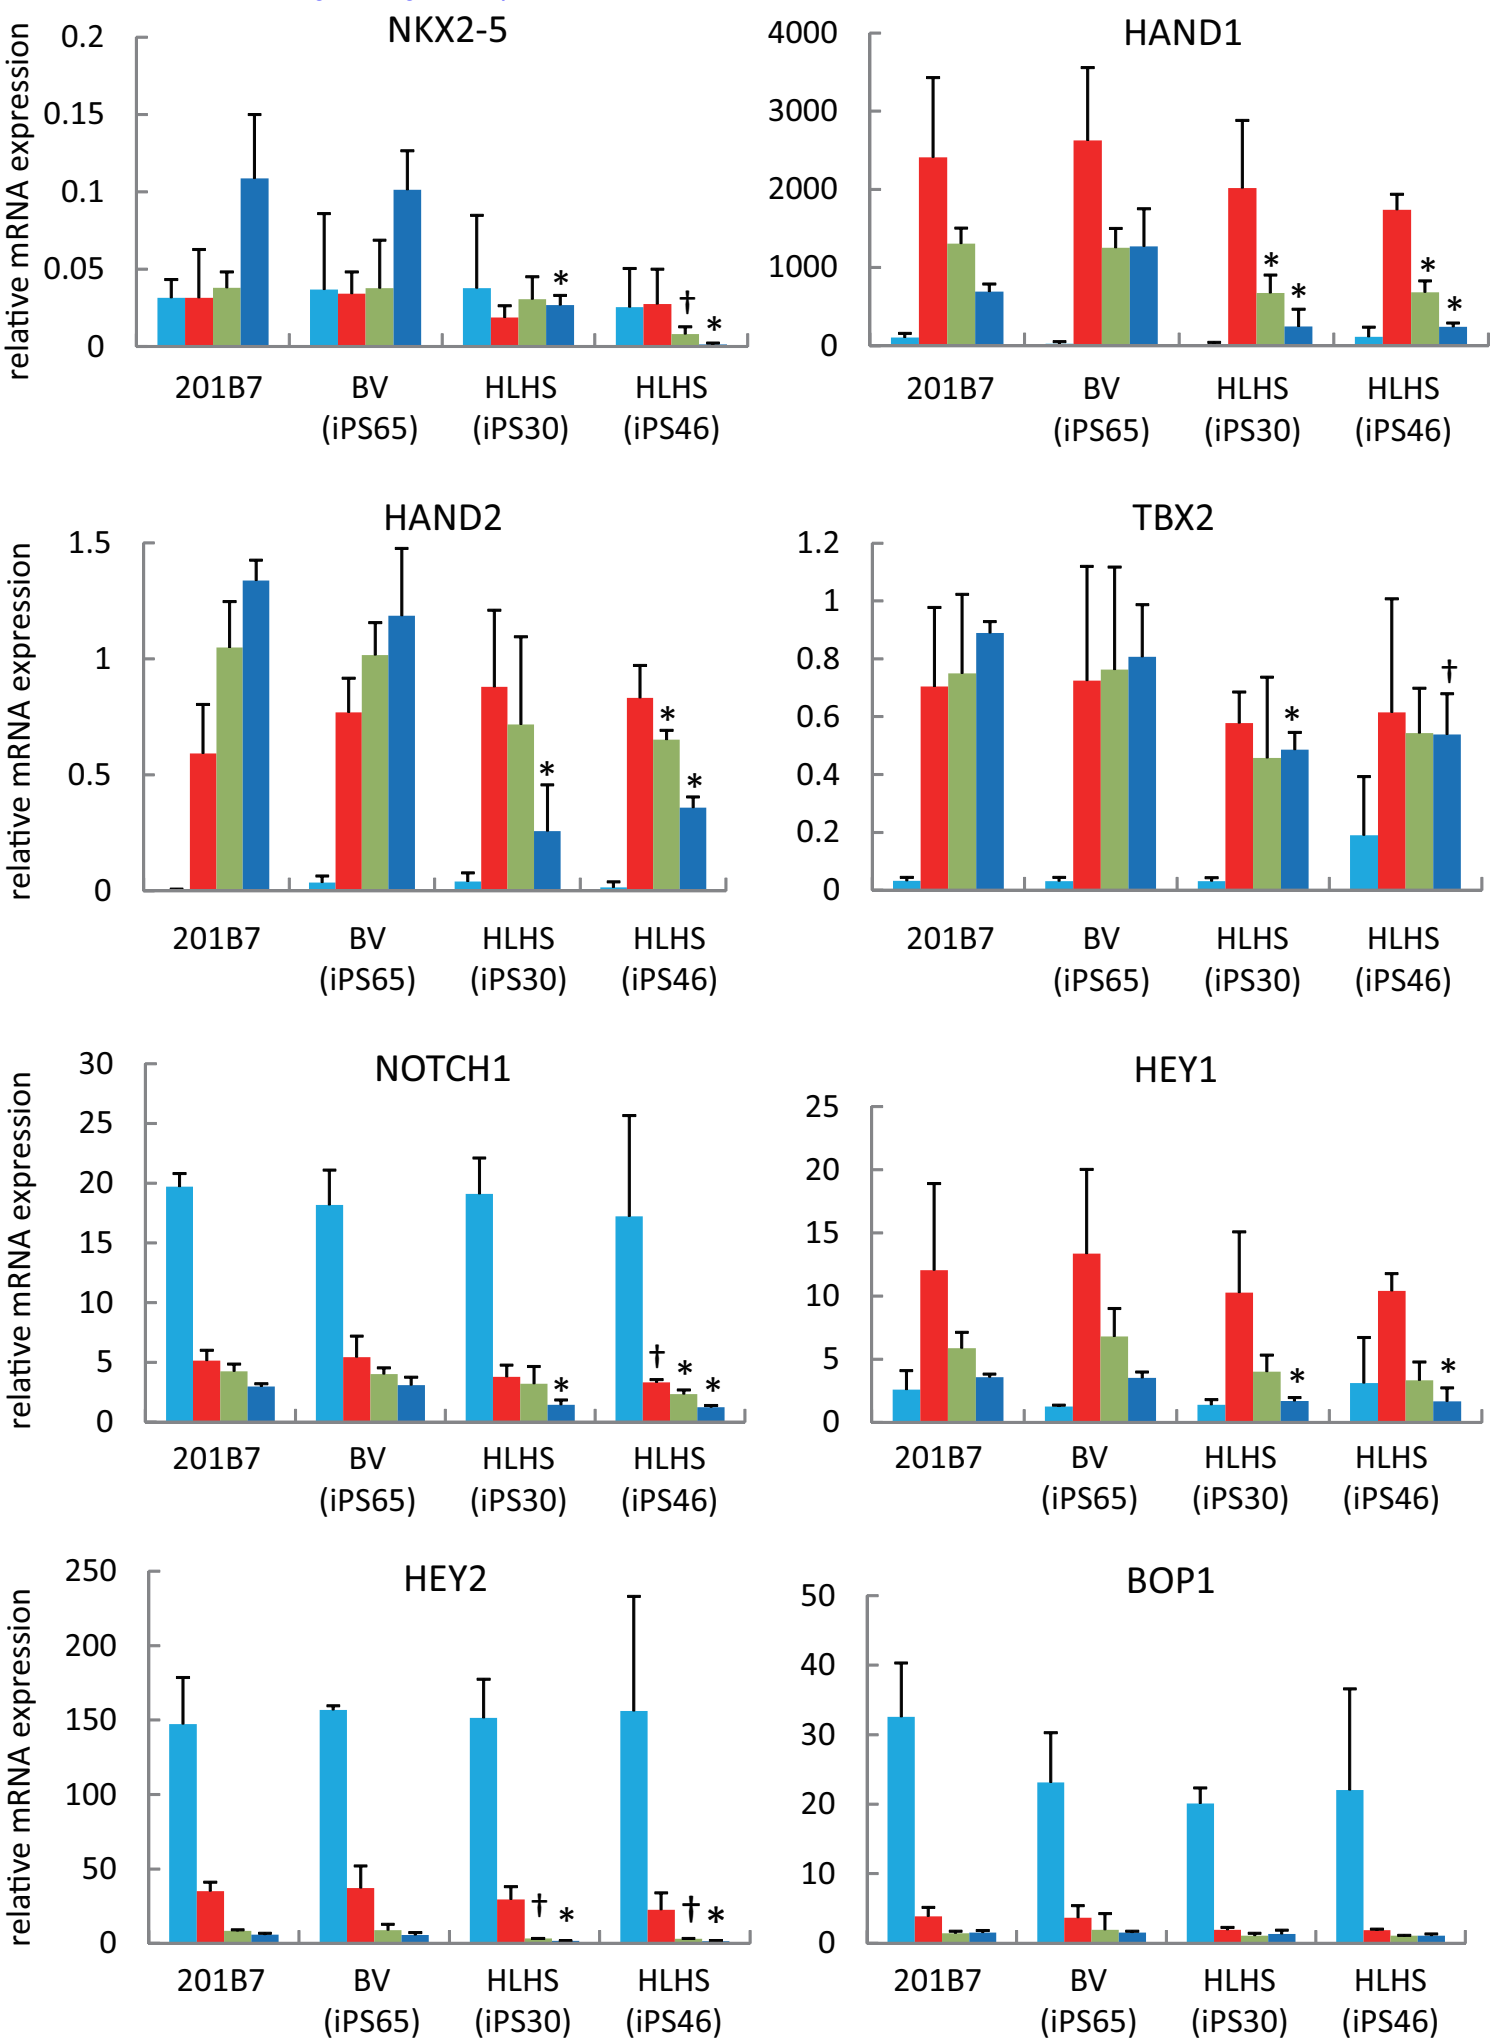 NKX2-5
relative mRNA expression
0.2
0.15
0.1
0.05
0
*
†
*
201B7
BV
(iPS65)
HLHS
(iPS30)
HLHS
(iPS46)
HAND1
4000
3000
2000
1000
0
*
*
*
*
201B7
BV
(iPS65)
HLHS
(iPS30)
HLHS
(iPS46)
HAND2
relative mRNA expression
1.5
1
0.5
0
*
*
*
201B7
BV
(iPS65)
HLHS
(iPS30)
HLHS
(iPS46)
TBX2
1.2
1
0.8
0.6
0.4
0.2
0
*
†
201B7
BV
(iPS65)
HLHS
(iPS30)
HLHS
(iPS46)
NOTCH1
relative mRNA expression
30
25
20
15
10
5
0
*
†
*
*
201B7
BV
(iPS65)
HLHS
(iPS30)
HLHS
(iPS46)
HEY1
25
20
15
10
5
0
*
*
201B7
BV
(iPS65)
HLHS
(iPS30)
HLHS
(iPS46)
HEY2
relative mRNA expression
250
200
150
100
50
0
† *
† *
201B7
BV
(iPS65)
HLHS
(iPS30)
HLHS
(iPS46)
BOP1
50
40
30
20
10
0
201B7
BV
(iPS65)
HLHS
(iPS30)
HLHS
(iPS46)